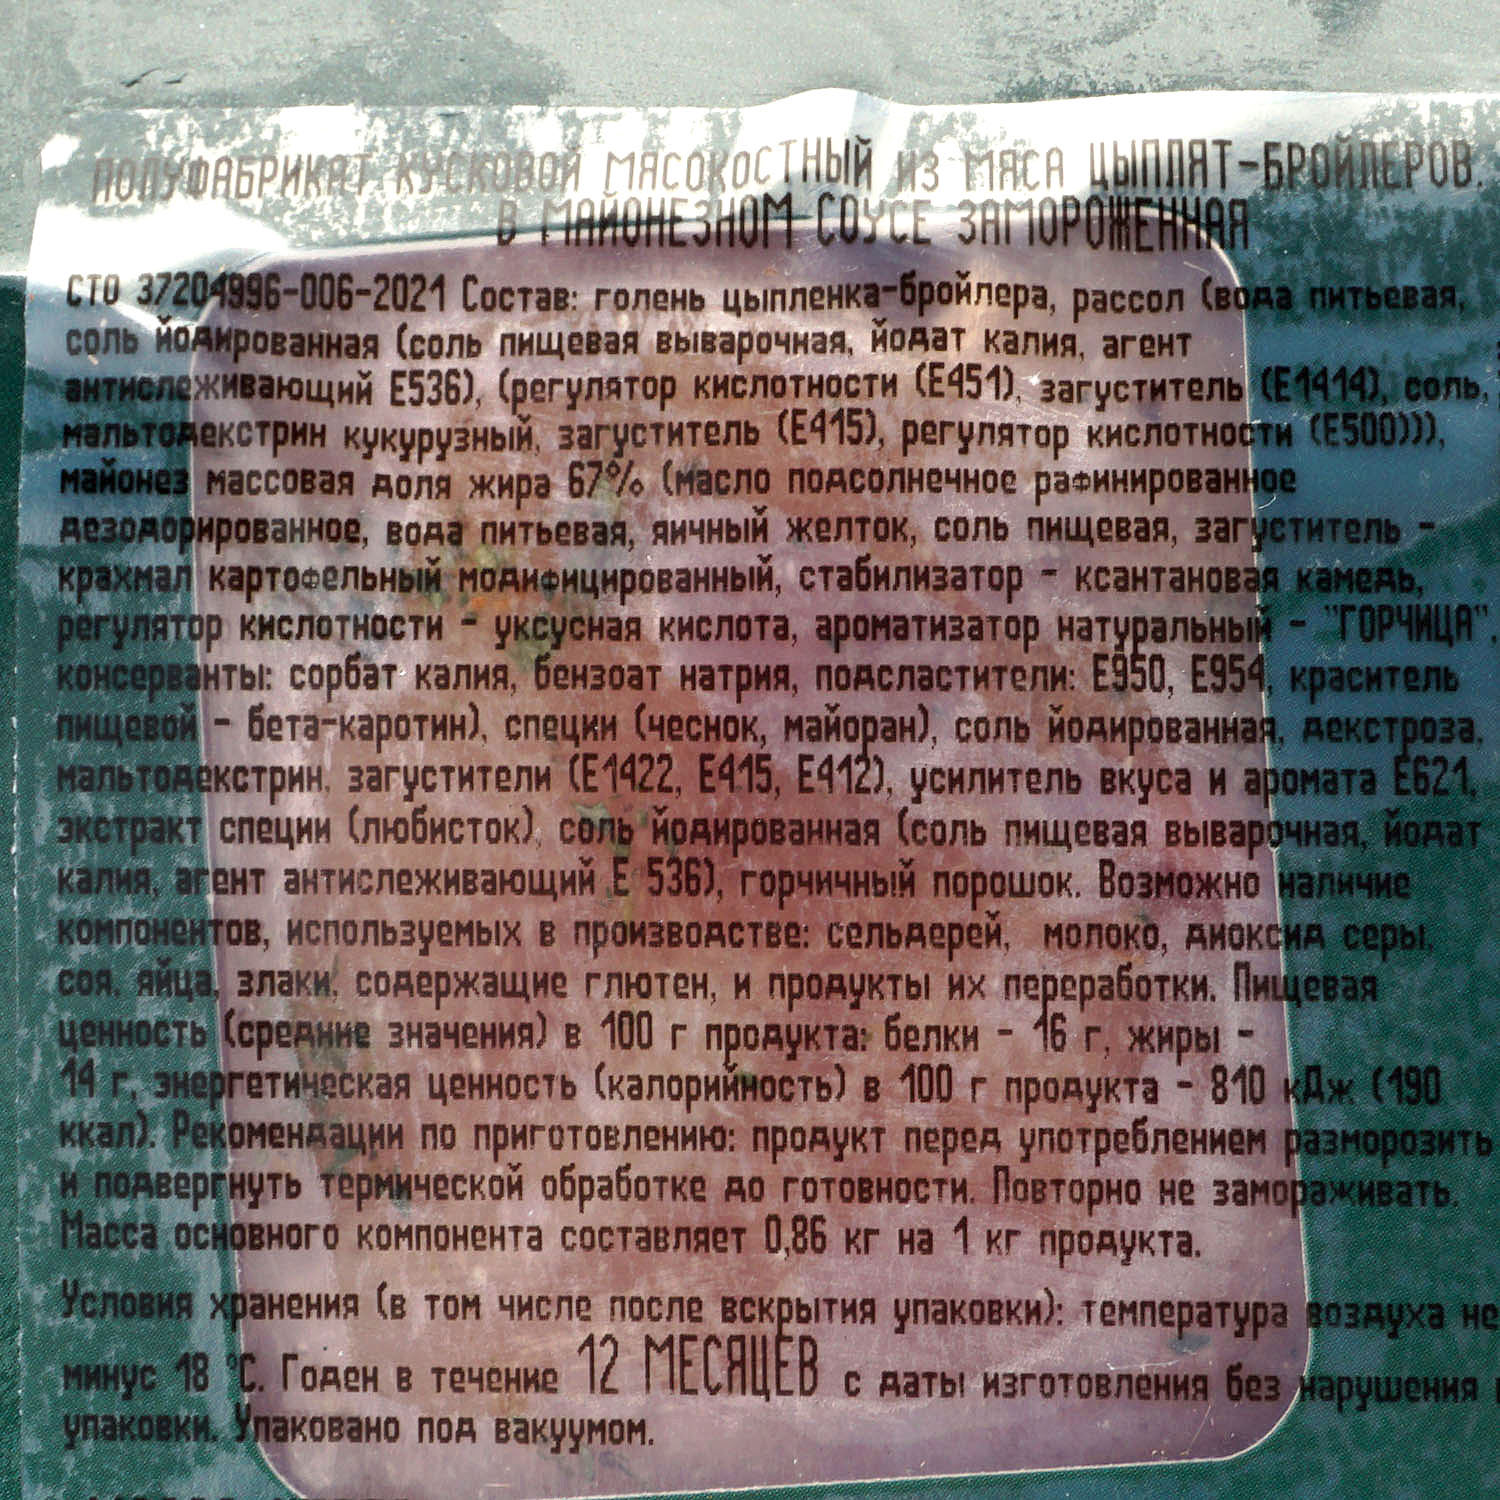 ПОЛУФАБРИКАТ КУСКОВОЙ МЯСОКОСТНЫЙ ИЗ МЯСА ЦЫПЛЯТ-БРОЙЛЕРОВ.
В МАЙОНЕЗНОМ СОУСЕ ЗАМОРОЖЕННАЯ
СТО 37204996-006-2021 Состав: голень цыпленка-бройлера, рассол (вода питьевая,
соль йодированная (соль пищевая выварочная, йодат калия, агент
антислеживающий Е536), (регулятор кислотности (Е451), загуститель (Е1414), соль,
мальтодекстрин кукурузный, загуститель (Е415), регулятор кислотности (Е500))),
майонез массовая доля жира 67% (масло подсолнечное рафинированное
дезодорированное, вода питьевая, яичный желток, соль пищевая, загуститель -
крахмал картофельный модифицированный, стабилизатор - ксантановая камедь,
регулятор кислотности - уксусная кислота, ароматизатор натуральный - "ГОРЧИЦА",
консерванты: сорбат калия, бензоат натрия, подсластители: Е950, Е954, краситель
пищевой - бета-каротин), специи (чеснок, майоран), соль йодированная, декстроза,
мальтодекстрин, загустители (Е1422, Е415, Е412), усилитель вкуса и аромата Е621,
экстракт специи (любисток), соль йодированная (соль пищевая выварочная, йодат
калия, агент антислеживающий Е 536), горчичный порошок. Возможно наличие
компонентов, используемых в производстве: сельдерей, молоко, диоксид серы,
соя, яйца, злаки, содержащие глютен, и продукты их переработки. Пищевая
ценность (средние значения) в 100 г продукта: белки - 16 г, жиры -
14 г, энергетическая ценность (калорийность) в 100 г продукта - 810 кДж (190
ккал). Рекомендации по приготовлению: продукт перед употреблением разморозить
и подвергнуть термической обработке до готовности. Повторно не замораживать.
Масса основного компонента составляет 0,86 кг на 1 кг продукта.
Условия хранения (в том числе после вскрытия упаковки): температура воздуха не
минус 18 °С. Годен в течение 12 МЕСЯЦЕВ с даты изготовления без нарушения
упаковки. Упаковано под вакуумом.